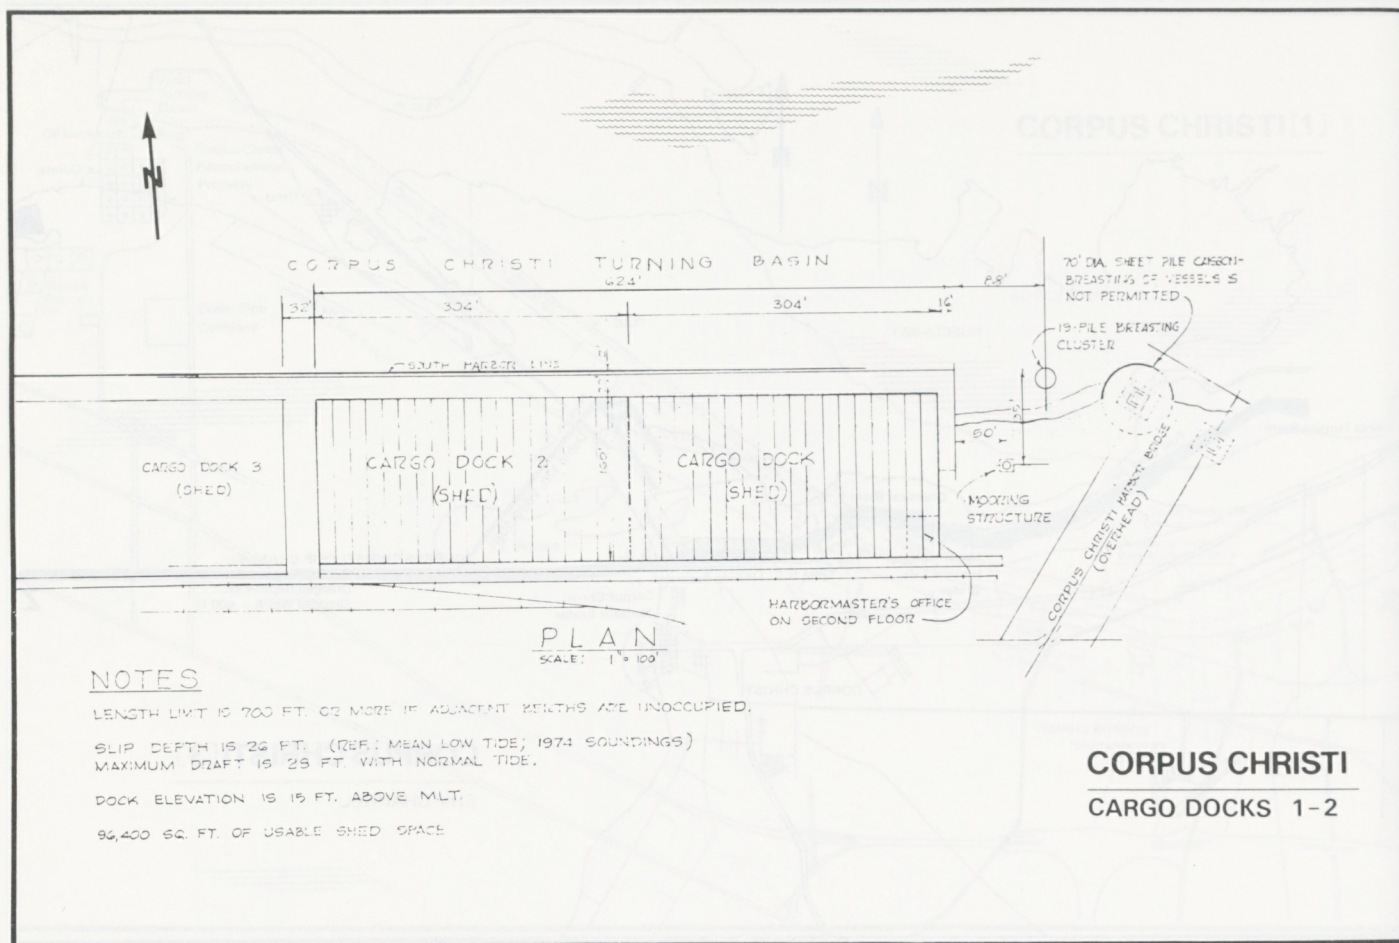 CORPUS CHRISTI (1)
N
CORPUS CHRISTI TURNING BASIN
624'
88'
32'
304'
304'
16'
70' DIA. SHEET PILE CAISSON-
BREASTING OF VESSELS IS
NOT PERMITTED
19-PILE BREASTING
CLUSTER
SOUTH HARBOR LINE
CARGO DOCK 3
(SHED)
CARGO DOCK 2
(SHED)
CARGO DOCK
(SHED)
50'
MOORING
STRUCTURE
CORPUS CHRISTI HARBOR BRIDGE
(OVERHEAD)
HARBORMASTER'S OFFICE
ON SECOND FLOOR
PLAN
SCALE: 1" = 100'
NOTES
LENGTH LIMIT IS 700 FT. OR MORE IF ADJACENT BERTHS ARE UNOCCUPIED.
SLIP DEPTH IS 26 FT. (REF: MEAN LOW TIDE; 1974 SOUNDINGS)
MAXIMUM DRAFT IS 28 FT. WITH NORMAL TIDE.
DOCK ELEVATION IS 15 FT. ABOVE MLT.
96,400 SQ. FT. OF USABLE SHED SPACE
CORPUS CHRISTI
CARGO DOCKS 1-2